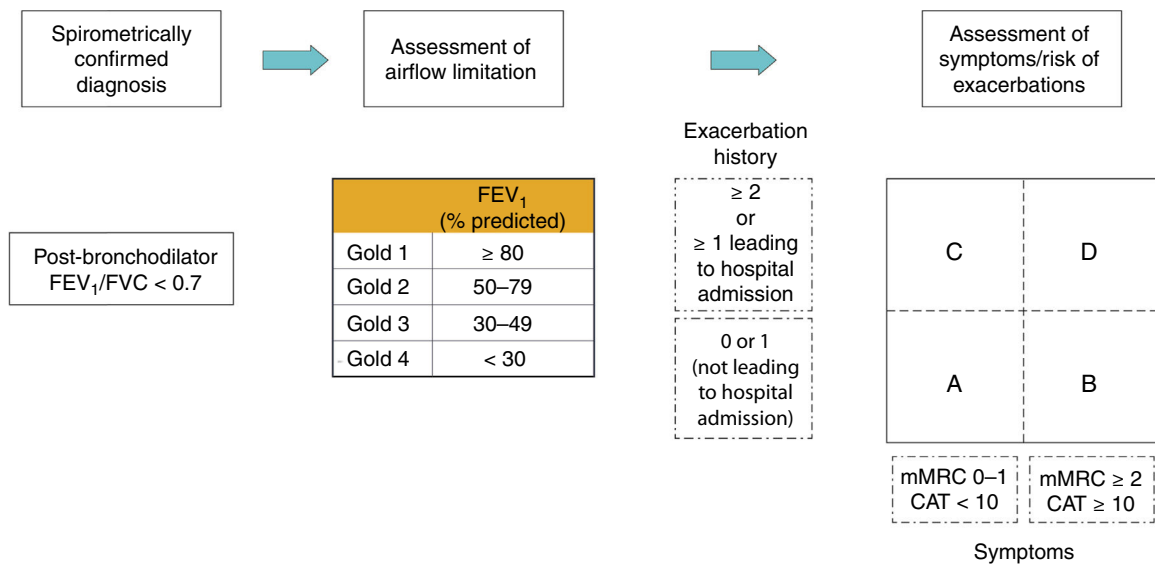 Spirometrically
confirmed
diagnosis
Assessment of
airflow limitation
Assessment of
symptoms/risk of
exacerbations
Post-bronchodilator
FEV₁/FVC < 0.7
FEV₁
(% predicted)
Gold 1 ≥ 80
Gold 2 50–79
Gold 3 30–49
Gold 4 < 30
Exacerbation
history
≥ 2
or
≥ 1 leading
to hospital
admission
0 or 1
(not leading
to hospital
admission)
C D
A B
mMRC 0–1
CAT < 10
mMRC ≥ 2
CAT ≥ 10
Symptoms